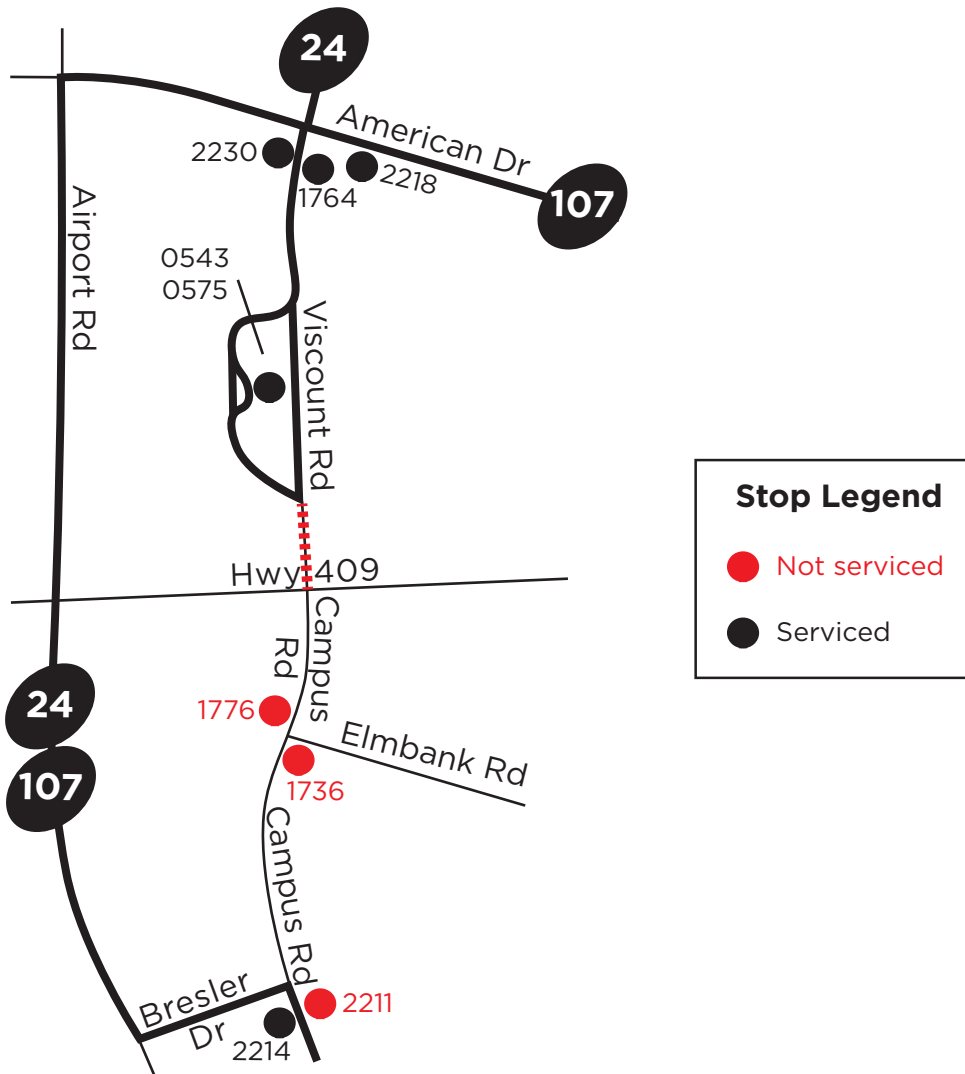 24
American Dr
2230
2218
1764
107
Airport Rd
0543
0575
Viscount Rd
Stop Legend
Not serviced
Serviced
Hwy 409
Campus
Rd
24
1776
Elmbank Rd
107
1736
Campus Rd
Bresler
Dr
2211
2214